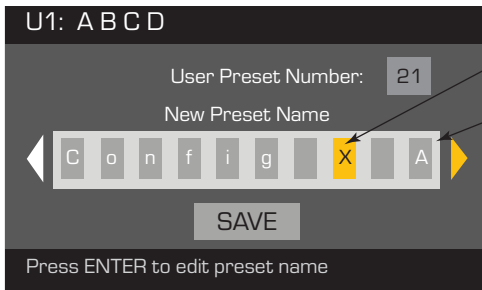 U1: A B C D
User Preset Number: 21
New Preset Name
C o n f i g X A
SAVE
Press ENTER to edit preset name